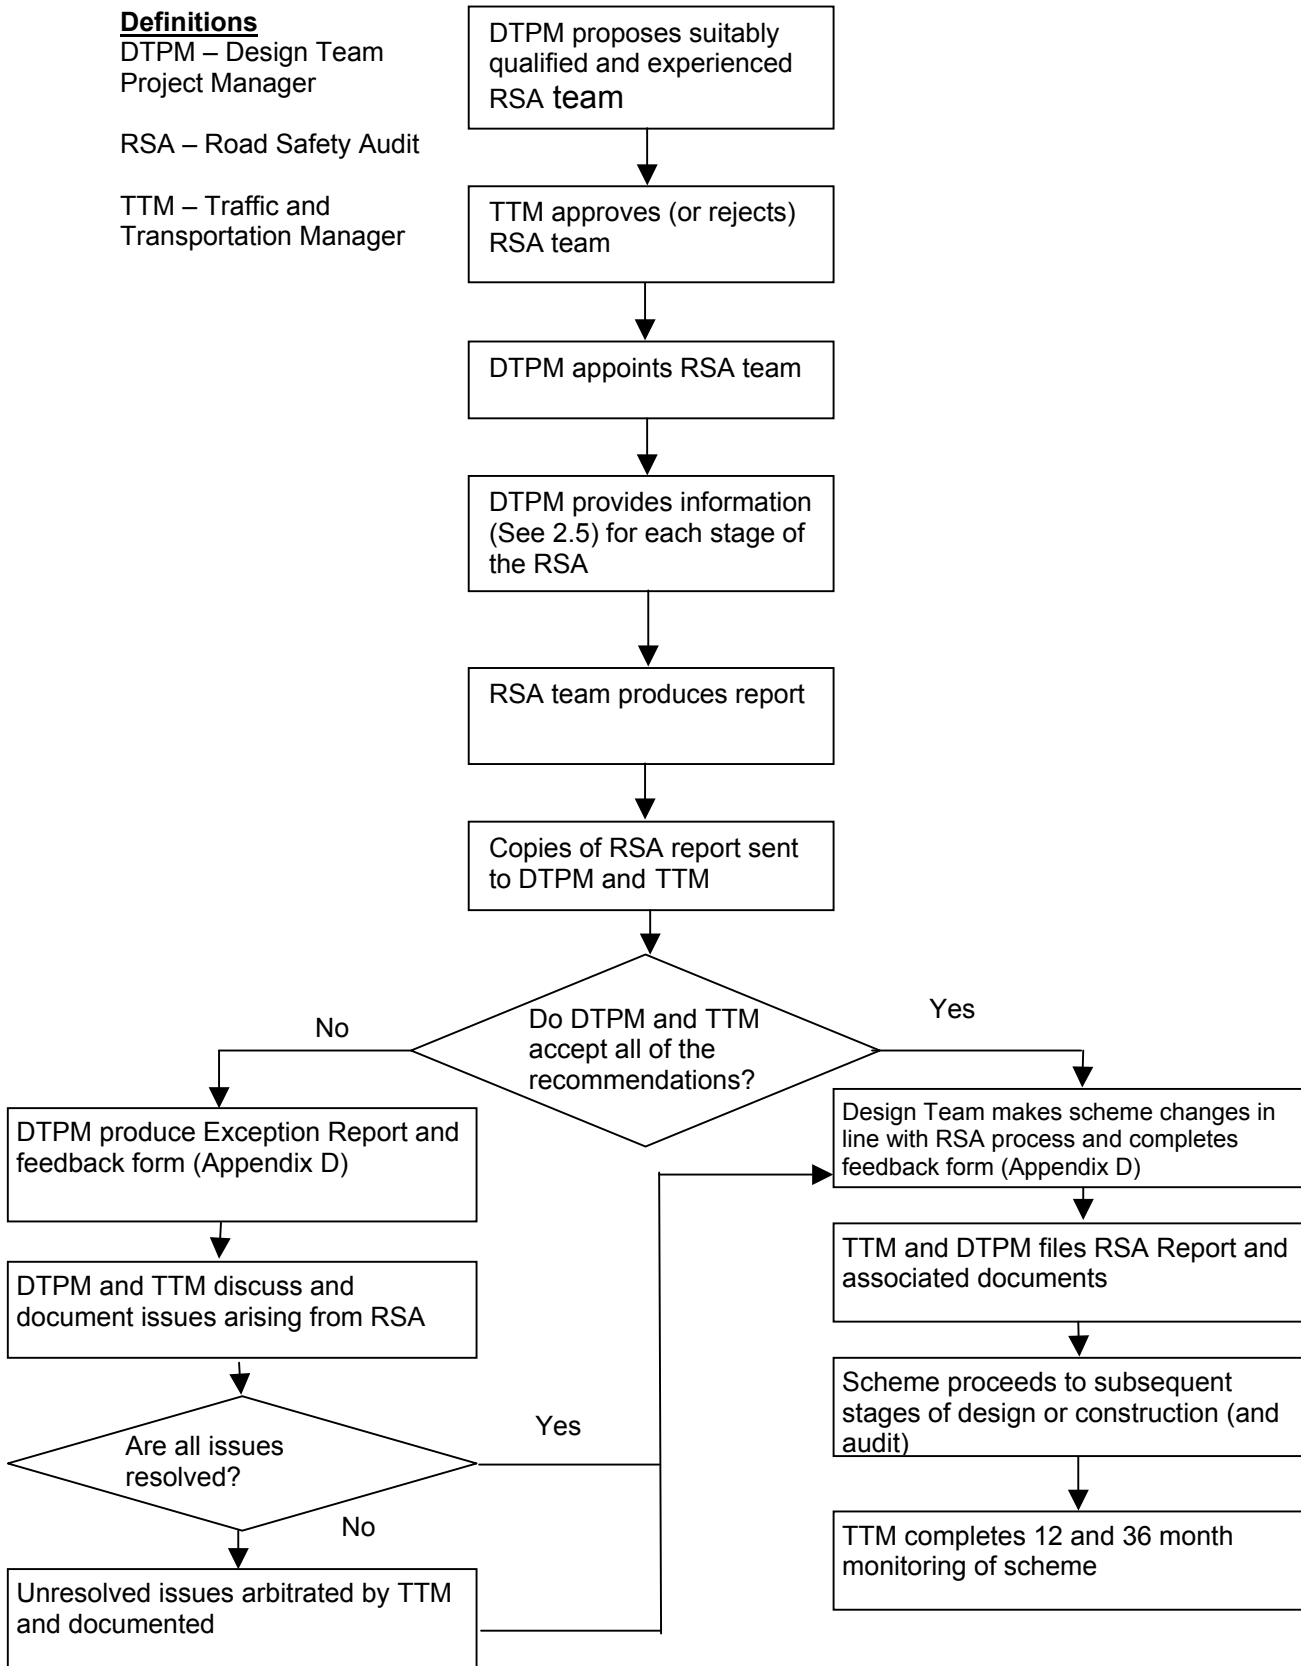 Definitions
DTPM – Design Team
Project Manager
RSA – Road Safety Audit
TTM – Traffic and
Transportation Manager
DTPM proposes suitably
qualified and experienced
RSA team
TTM approves (or rejects)
RSA team
DTPM appoints RSA team
DTPM provides information
(See 2.5) for each stage of
the RSA
RSA team produces report
Copies of RSA report sent
to DTPM and TTM
Do DTPM and TTM
accept all of the
recommendations?
No
Yes
DTPM produce Exception Report and
feedback form (Appendix D)
DTPM and TTM discuss and
document issues arising from RSA
Are all issues
resolved?
Yes
No
Unresolved issues arbitrated by TTM
and documented
Design Team makes scheme changes in
line with RSA process and completes
feedback form (Appendix D)
TTM and DTPM files RSA Report and
associated documents
Scheme proceeds to subsequent
stages of design or construction (and
audit)
TTM completes 12 and 36 month
monitoring of scheme